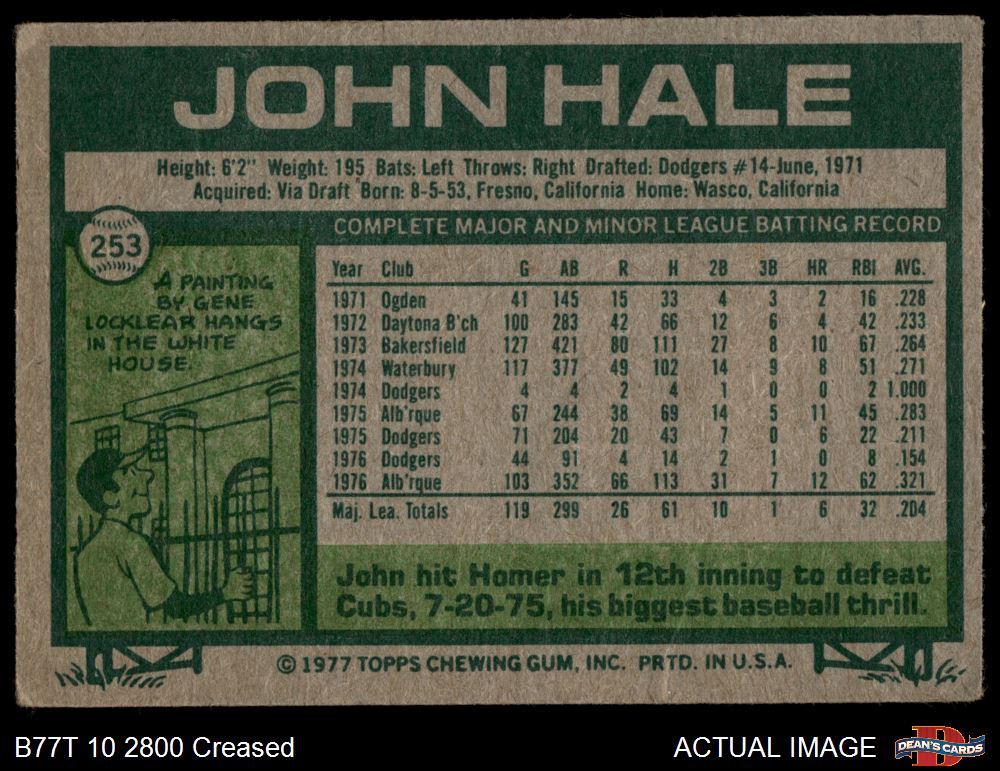 JOHN HALE
Height: 6'2" Weight: 195 Bats: Left Throws: Right Drafted: Dodgers #14-June, 1971
Acquired: Via Draft Born: 8-5-53, Fresno, California Home: Wasco, California
253
A PAINTING
BY GENE
LOCKLEAR HANGS
IN THE WHITE
HOUSE.
COMPLETE MAJOR AND MINOR LEAGUE BATTING RECORD
Year Club G AB R H 2B 3B HR RBI AVG.
1971 Ogden 41 145 15 33 4 3 2 16 .228
1972 Daytona B'ch 100 283 42 66 12 6 4 42 .233
1973 Bakersfield 127 421 80 111 27 8 10 67 .264
1974 Waterbury 117 377 49 102 14 9 8 51 .271
1974 Dodgers 4 4 2 4 1 0 0 2 1.000
1975 Alb'rque 67 244 38 69 14 5 11 45 .283
1975 Dodgers 71 204 20 43 7 0 6 22 .211
1976 Dodgers 44 91 4 14 2 1 0 8 .154
1976 Alb'rque 103 352 66 113 31 7 12 62 .321
Maj. Lea. Totals 119 299 26 61 10 1 6 32 .204
John hit Homer in 12th inning to defeat
Cubs, 7-20-75, his biggest baseball thrill.
© 1977 TOPPS CHEWING GUM, INC. PRTD. IN U.S.A.
B77T 10 2800 Creased
ACTUAL IMAGE
D
DEAN'S CARDS